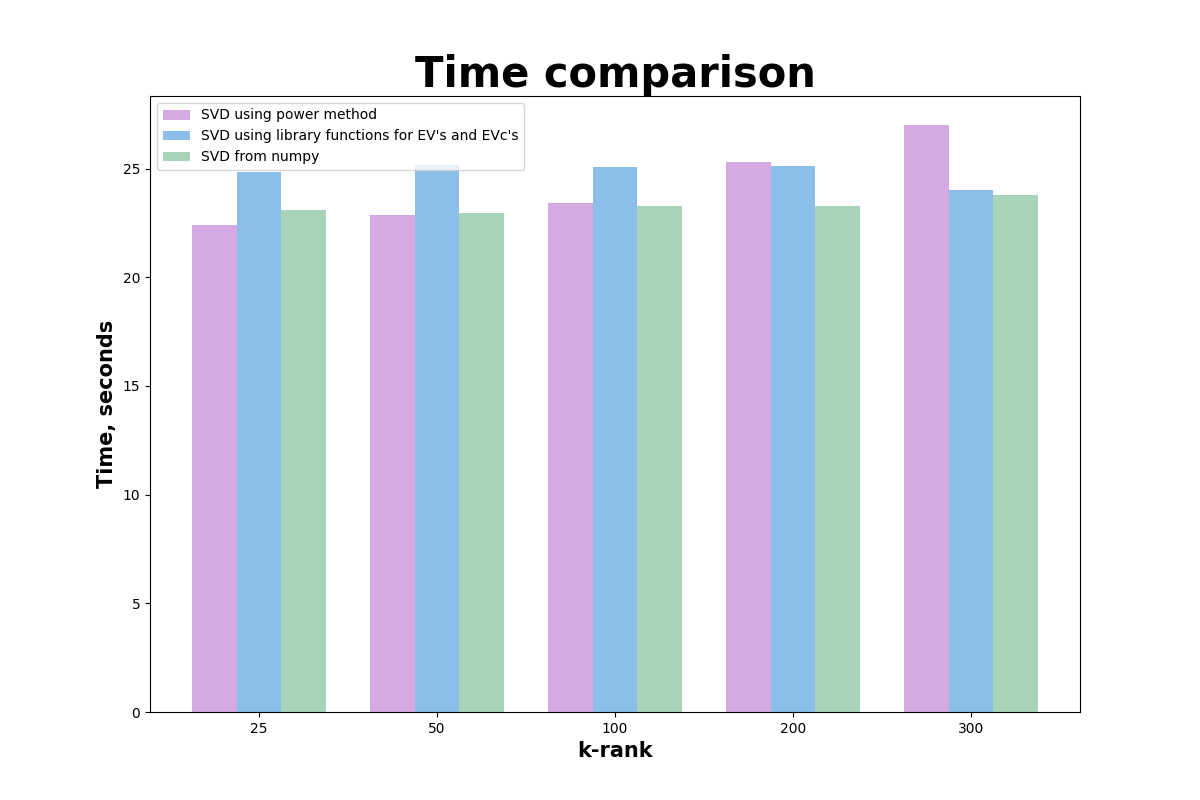 Time comparison
SVD using power method
SVD using library functions for EV's and EVc's
SVD from numpy
25
20
15
10
5
0
Time, seconds
25 50 100 200 300
k-rank